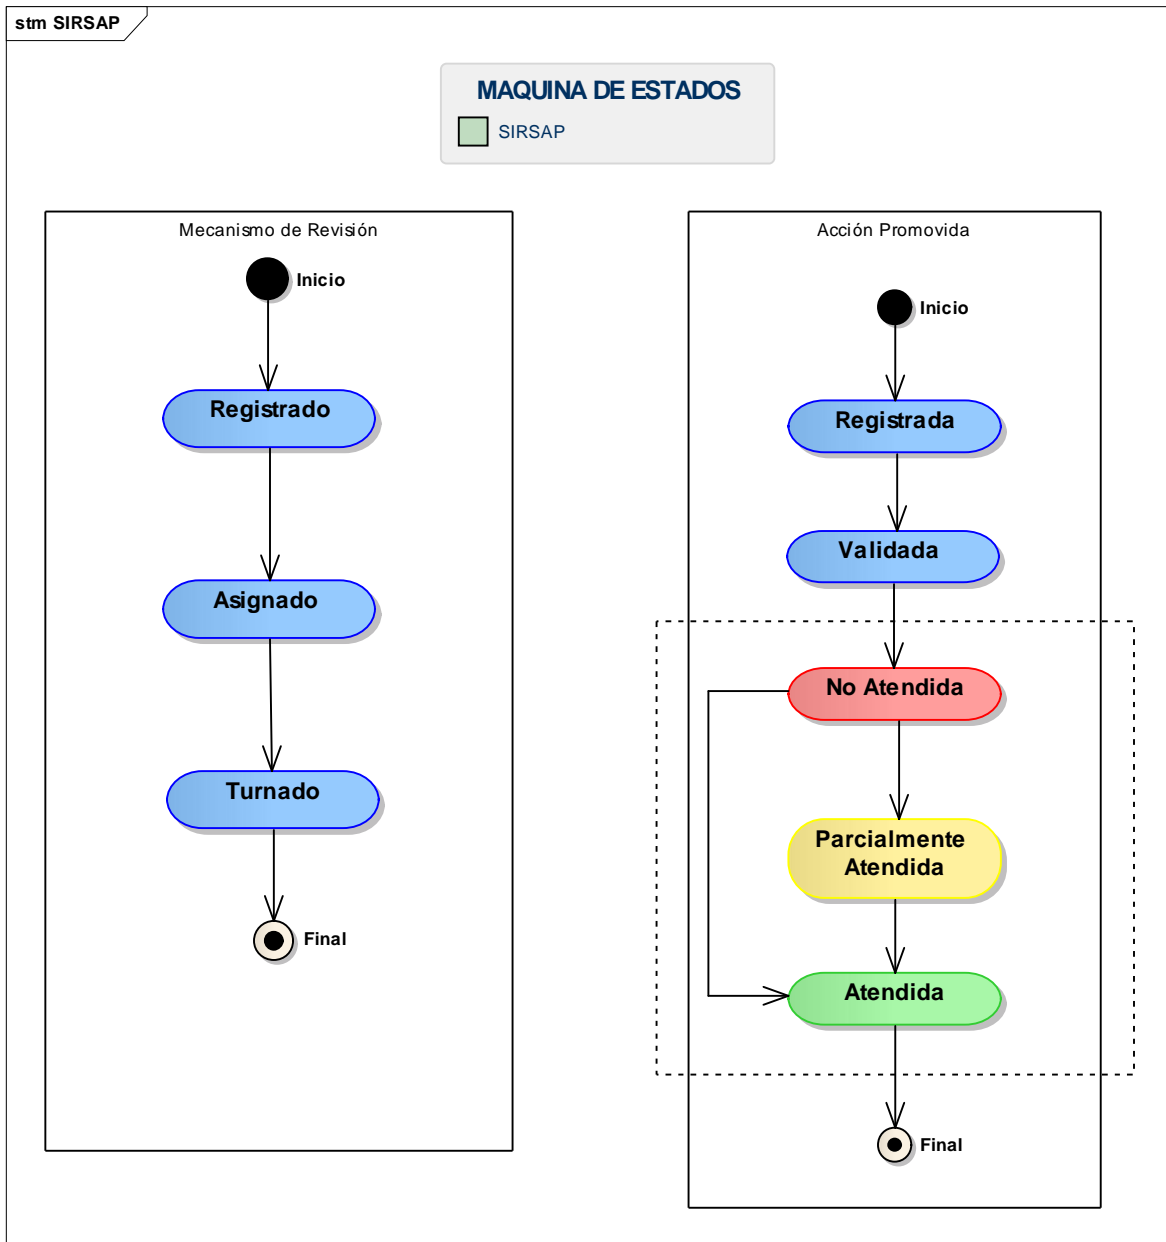 stm SIRSAP
MAQUINA DE ESTADOS
SIRSAP
Mecanismo de Revisión
Inicio
Registrado
Asignado
Turnado
Final
Acción Promovida
Inicio
Registrada
Validada
No Atendida
Parcialmente
Atendida
Atendida
Final